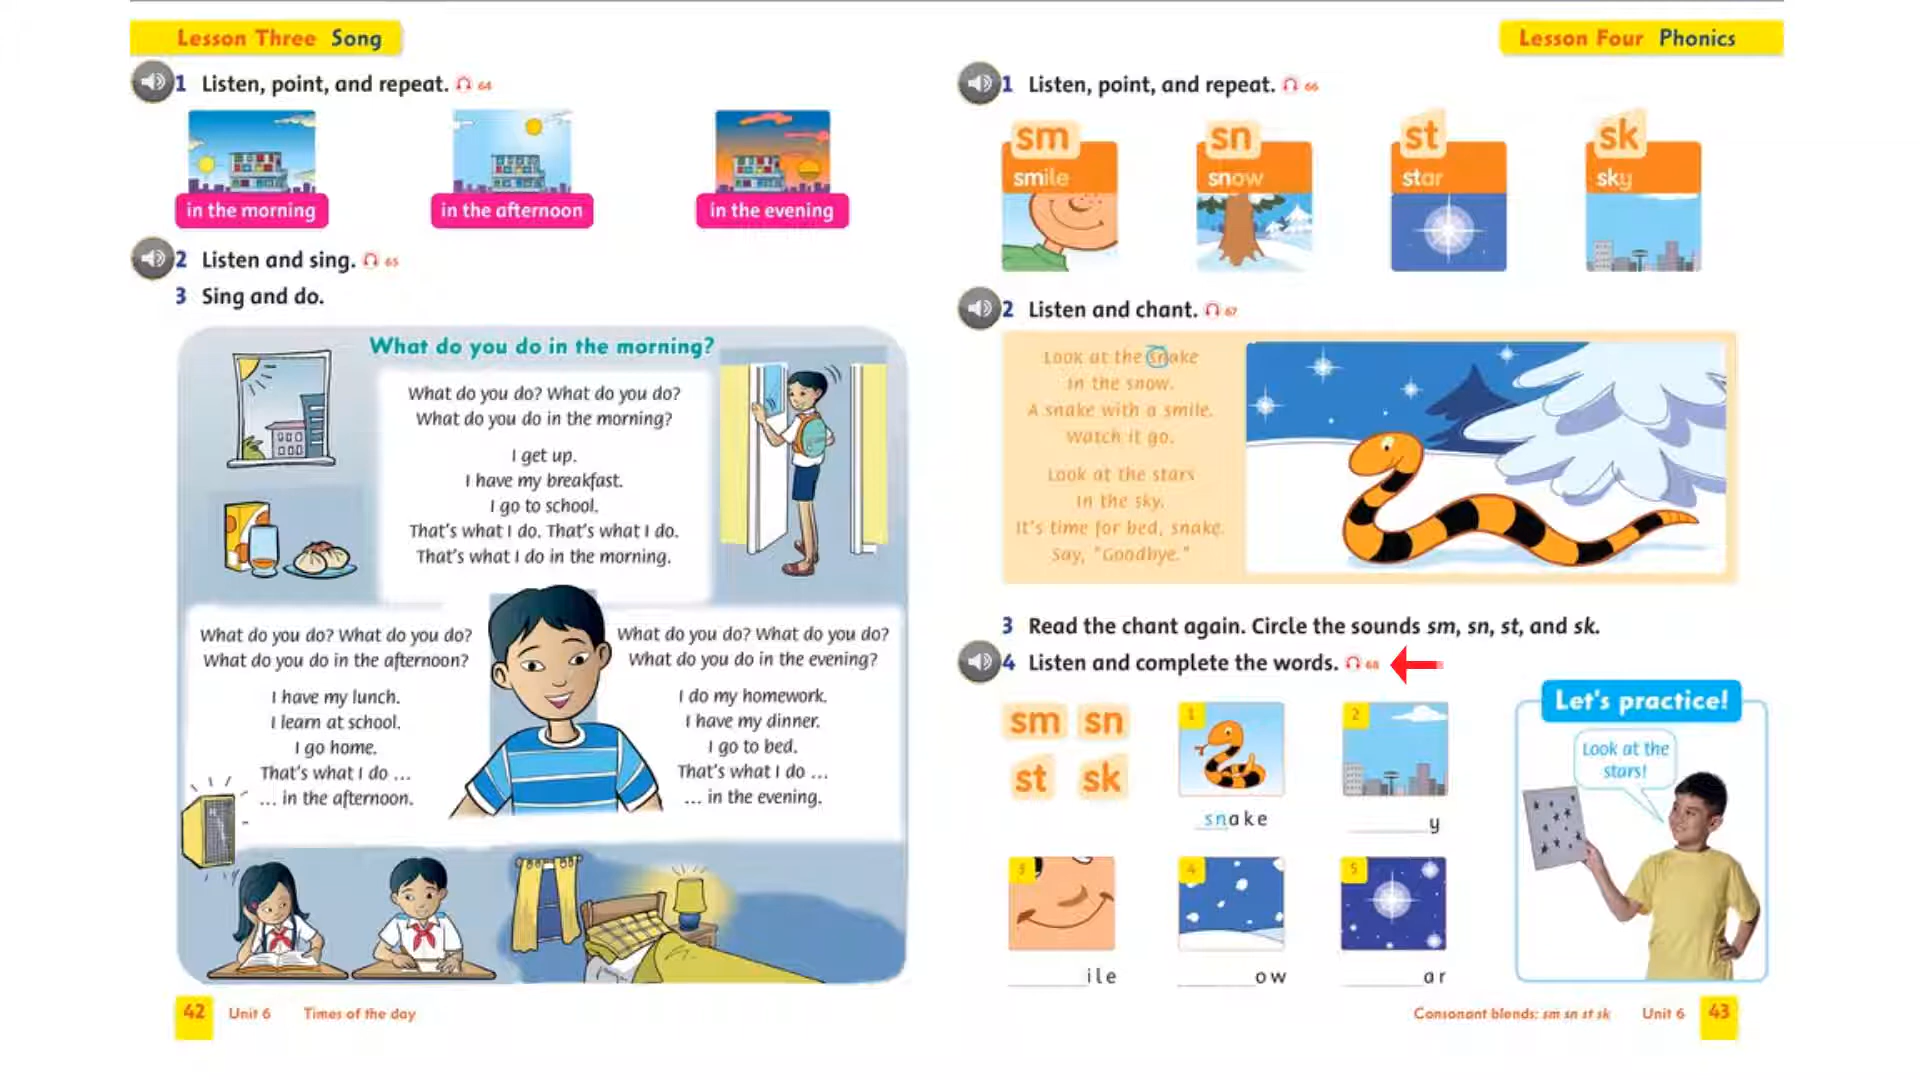 Lesson Three Song
1 Listen, point, and repeat. 64
in the morning
in the afternoon
in the evening
2 Listen and sing. 65
3 Sing and do.
What do you do in the morning?
What do you do? What do you do?
What do you do in the morning?
I get up.
I have my breakfast.
I go to school.
That's what I do. That's what I do.
That's what I do in the morning.
What do you do? What do you do?
What do you do in the afternoon?
I have my lunch.
I learn at school.
I go home.
That's what I do ...
... in the afternoon.
What do you do? What do you do?
What do you do in the evening?
I do my homework.
I have my dinner.
I go to bed.
That's what I do ...
... in the evening.
42 Unit 6 Times of the day
Lesson Four Phonics
1 Listen, point, and repeat. 66
sm
smile
sn
snow
st
star
sk
sky
2 Listen and chant. 67
Look at the snake
in the snow.
A snake with a smile.
Watch it go.
Look at the stars
in the sky.
It's time for bed, snake.
Say, "Goodbye."
3 Read the chant again. Circle the sounds sm, sn, st, and sk.
4 Listen and complete the words. 68
sm sn
st sk
1
snake
2
________y
3
________ile
4
________ow
5
________ar
Let's practice!
Look at the
stars!
Consonant blends: sm sn st sk Unit 6 43